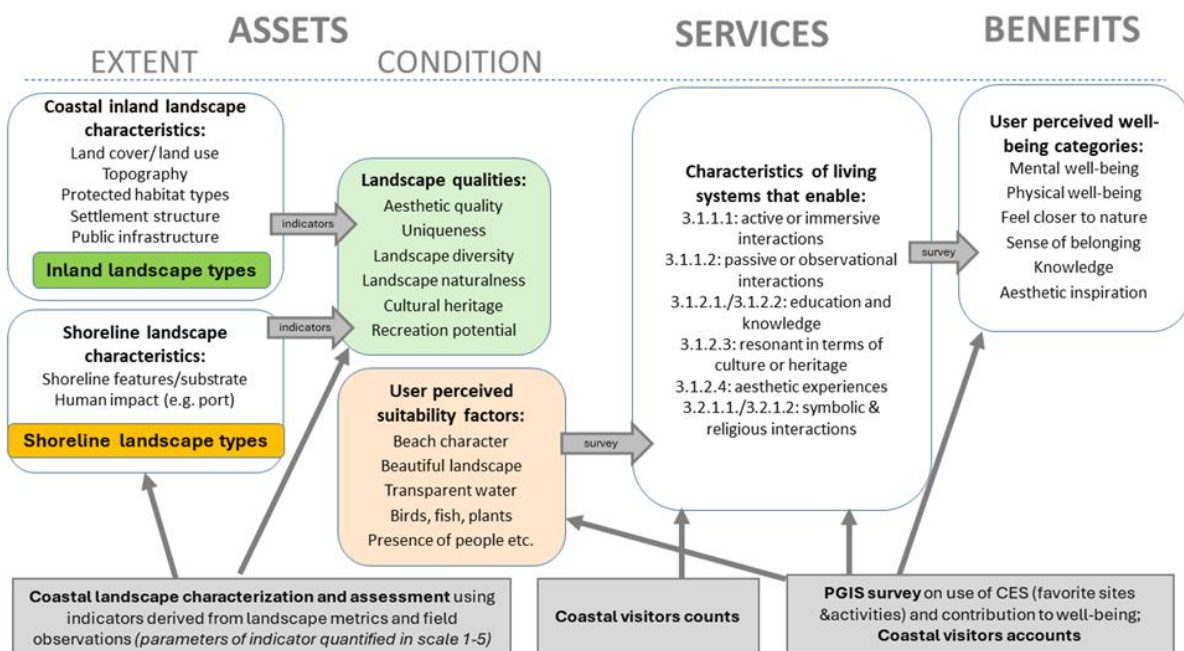 ASSETS
SERVICES
BENEFITS
EXTENT
CONDITION
Coastal inland landscape
characteristics:
Land cover/ land use
Topography
Protected habitat types
Settlement structure
Public infrastructure
Inland landscape types
indicators
Shoreline landscape
characteristics:
Shoreline features/substrate
Human impact (e.g. port)
Shoreline landscape types
indicators
Landscape qualities:
Aesthetic quality
Uniqueness
Landscape diversity
Landscape naturalness
Cultural heritage
Recreation potential
User perceived
suitability factors:
Beach character
Beautiful landscape
Transparent water
Birds, fish, plants
Presence of people etc.
survey
Characteristics of living
systems that enable:
3.1.1.1: active or immersive
interactions
3.1.1.2: passive or observational
interactions
3.1.2.1./3.1.2.2: education and
knowledge
3.1.2.3: resonant in terms of
culture or heritage
3.1.2.4: aesthetic experiences
3.2.1.1./3.2.1.2: symbolic &
religious interactions
survey
User perceived well-
being categories:
Mental well-being
Physical well-being
Feel closer to nature
Sense of belonging
Knowledge
Aesthetic inspiration
Coastal landscape characterization and assessment using
indicators derived from landscape metrics and field
observations (parameters of indicator quantified in scale 1-5)
Coastal visitors counts
PGIS survey on use of CES (favorite sites
&activities) and contribution to well-being;
Coastal visitors accounts